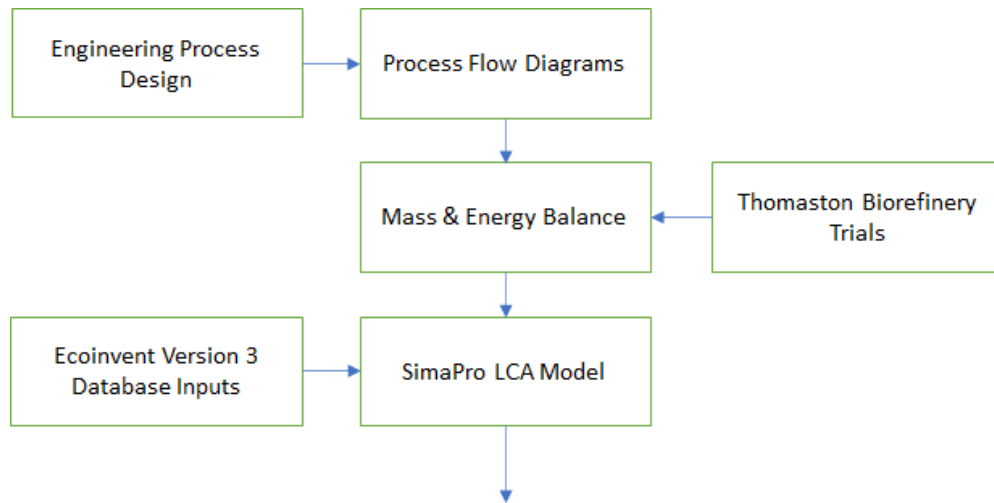 Engineering Process
Design
Process Flow Diagrams
Mass & Energy Balance
Thomaston Biorefinery
Trials
Ecoinvent Version 3
Database Inputs
SimaPro LCA Model